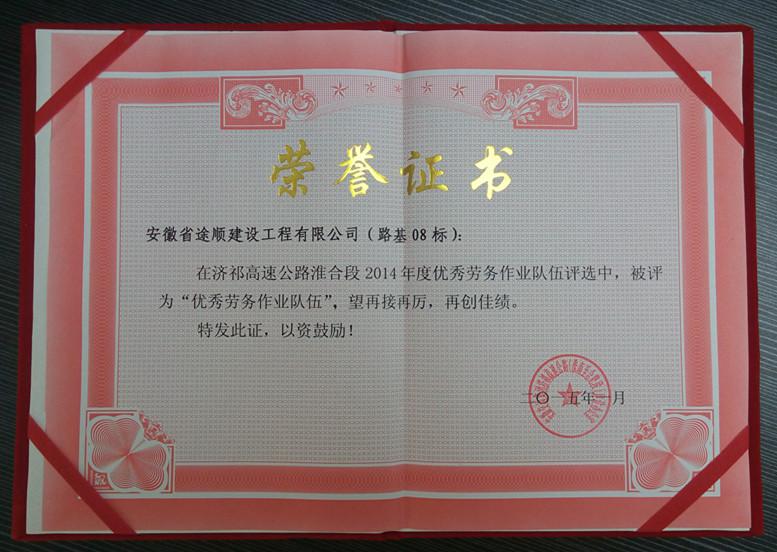 荣誉证书
安徽省途顺建设工程有限公司（路基08标）：
在济祁高速公路淮合段2014年度优秀劳务作业队伍评选中，被评
为“优秀劳务作业队伍”，望再接再厉，再创佳绩。
特发此证，以资鼓励！
二〇一五年一月